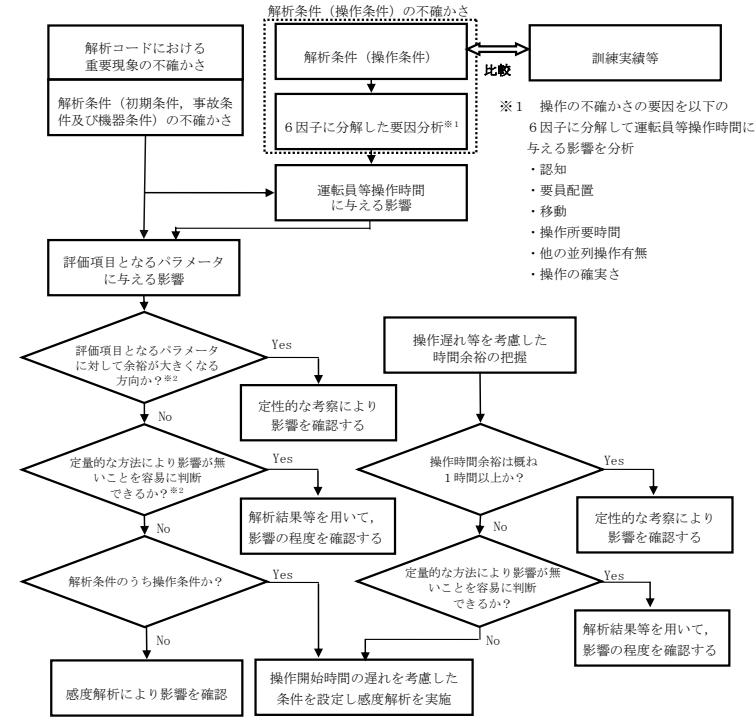 解析条件（操作条件）の不確かさ
解析コードにおける
重要現象の不確かさ
解析条件（初期条件，事故条
件及び機器条件）の不確かさ
解析条件（操作条件）
比較
訓練実績等
６因子に分解した要因分析※１
※１　操作の不確かさの要因を以下の
６因子に分解して運転員等操作時間に
与える影響を分析
・認知
・要員配置
・移動
・操作所要時間
・他の並列操作有無
・操作の確実さ
運転員等操作時間
に与える影響
評価項目となるパラメータ
に与える影響
評価項目となるパラメータ
に対して余裕が大きくなる
方向か？※２
Yes
No
定性的な考察により
影響を確認する
定量的な方法により影響が無
いことを容易に判断
できるか？※２
Yes
No
解析結果等を用いて，
影響の程度を確認する
解析条件のうち操作条件か？
Yes
No
感度解析により影響を確認
操作開始時間の遅れを考慮した
条件を設定し感度解析を実施
操作遅れ等を考慮した
時間余裕の把握
操作時間余裕は概ね
１時間以上か？
Yes
No
定性的な考察により
影響を確認する
定量的な方法により影響が無
いことを容易に判断
できるか？
Yes
No
解析結果等を用いて，
影響の程度を確認する